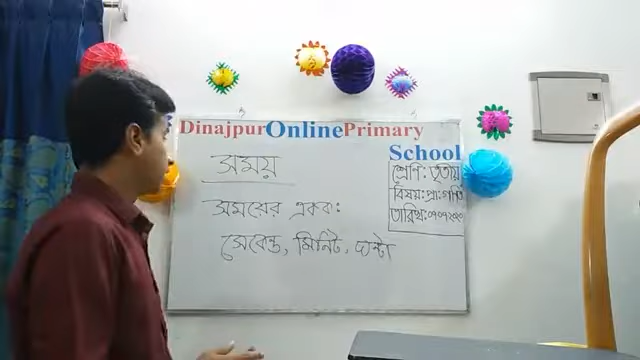 Dinajpur Online Primary School
সময়
শ্রেণি: তৃতীয়
বিষয়: প্রা: গণিত
সময়ের একক:
তারিখ:
সেকেন্ড, মিনিট, ঘন্টা